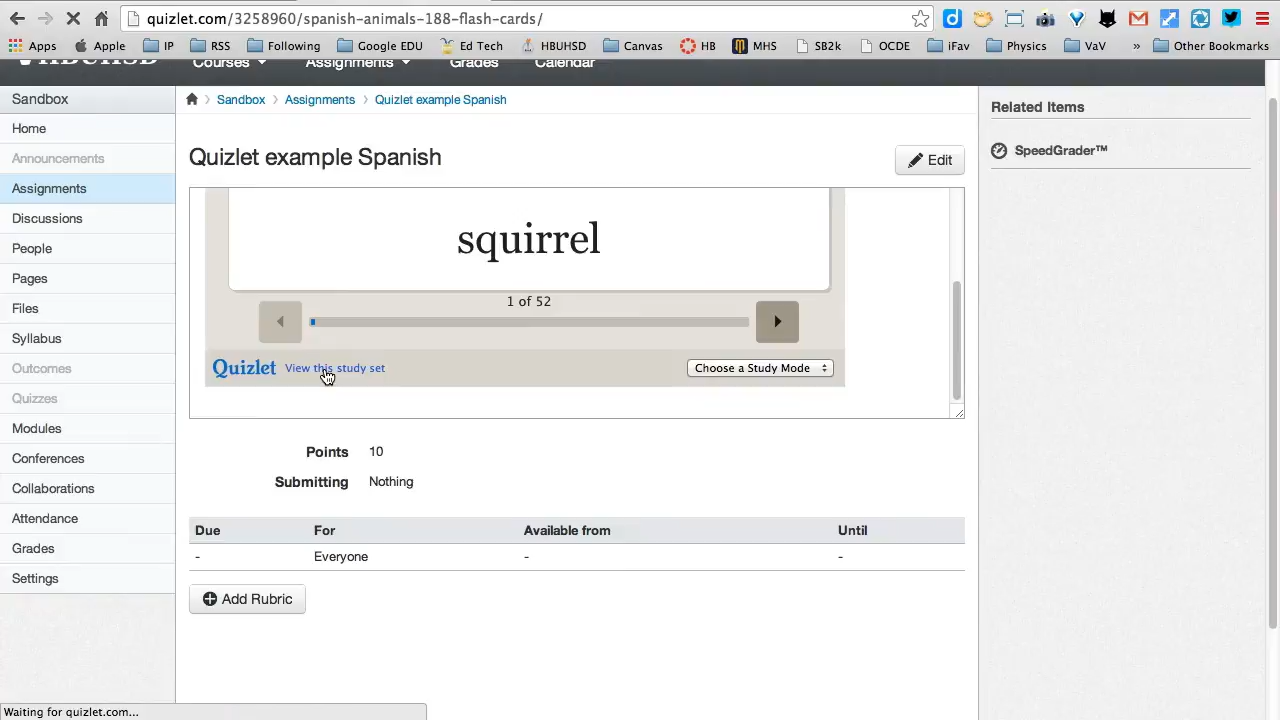 quizlet.com/3258960/spanish-animals-188-flash-cards/
Apps Apple IP RSS Following Google EDU Ed Tech HBUHSD Canvas HB MHS SB2k OCDE iFav Physics VaV » Other Bookmarks
HBUHSD Courses Assignments Grades Calendar
Sandbox
Home
Announcements
Assignments
Discussions
People
Pages
Files
Syllabus
Outcomes
Quizzes
Modules
Conferences
Collaborations
Attendance
Grades
Settings
Sandbox Assignments Quizlet example Spanish
Quizlet example Spanish
Edit
squirrel
1 of 52
Quizlet View this study set Choose a Study Mode
Points 10
Submitting Nothing
Due For Available from Until
- Everyone - -
Add Rubric
Related Items
SpeedGrader™
Waiting for quizlet.com...